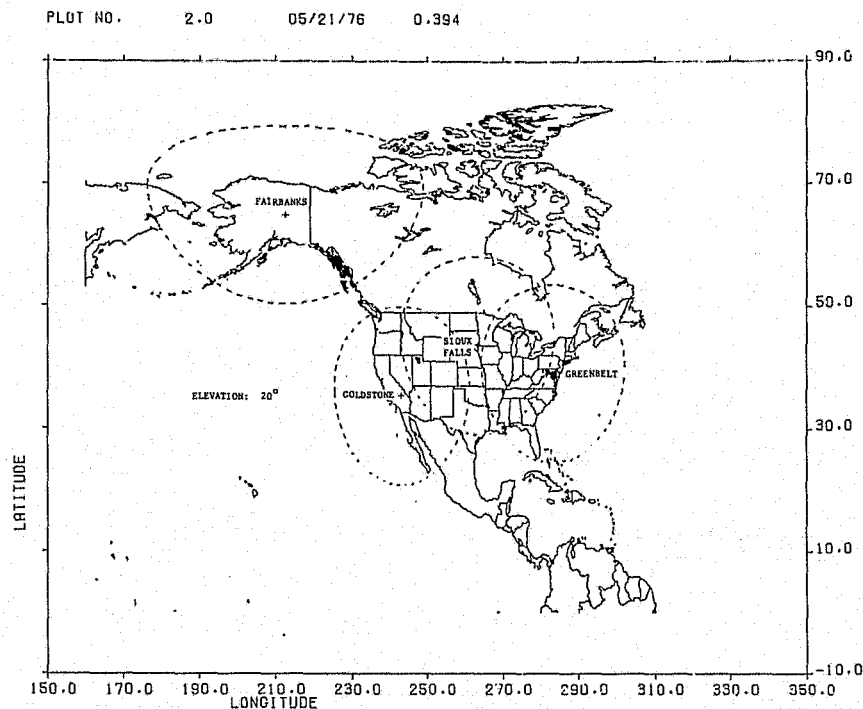 PLOT NO. 2.0 05/21/76 0.394
90.0
FAIRBANKS
70.0
50.0
SIOUX
FALLS
GREENBELT
ELEVATION: 20°
GOLDSTONE
30.0
LATITUDE
10.0
-10.0
150.0 170.0 190.0 210.0 230.0 250.0 270.0 290.0 310.0 330.0 350.0
LONGITUDE